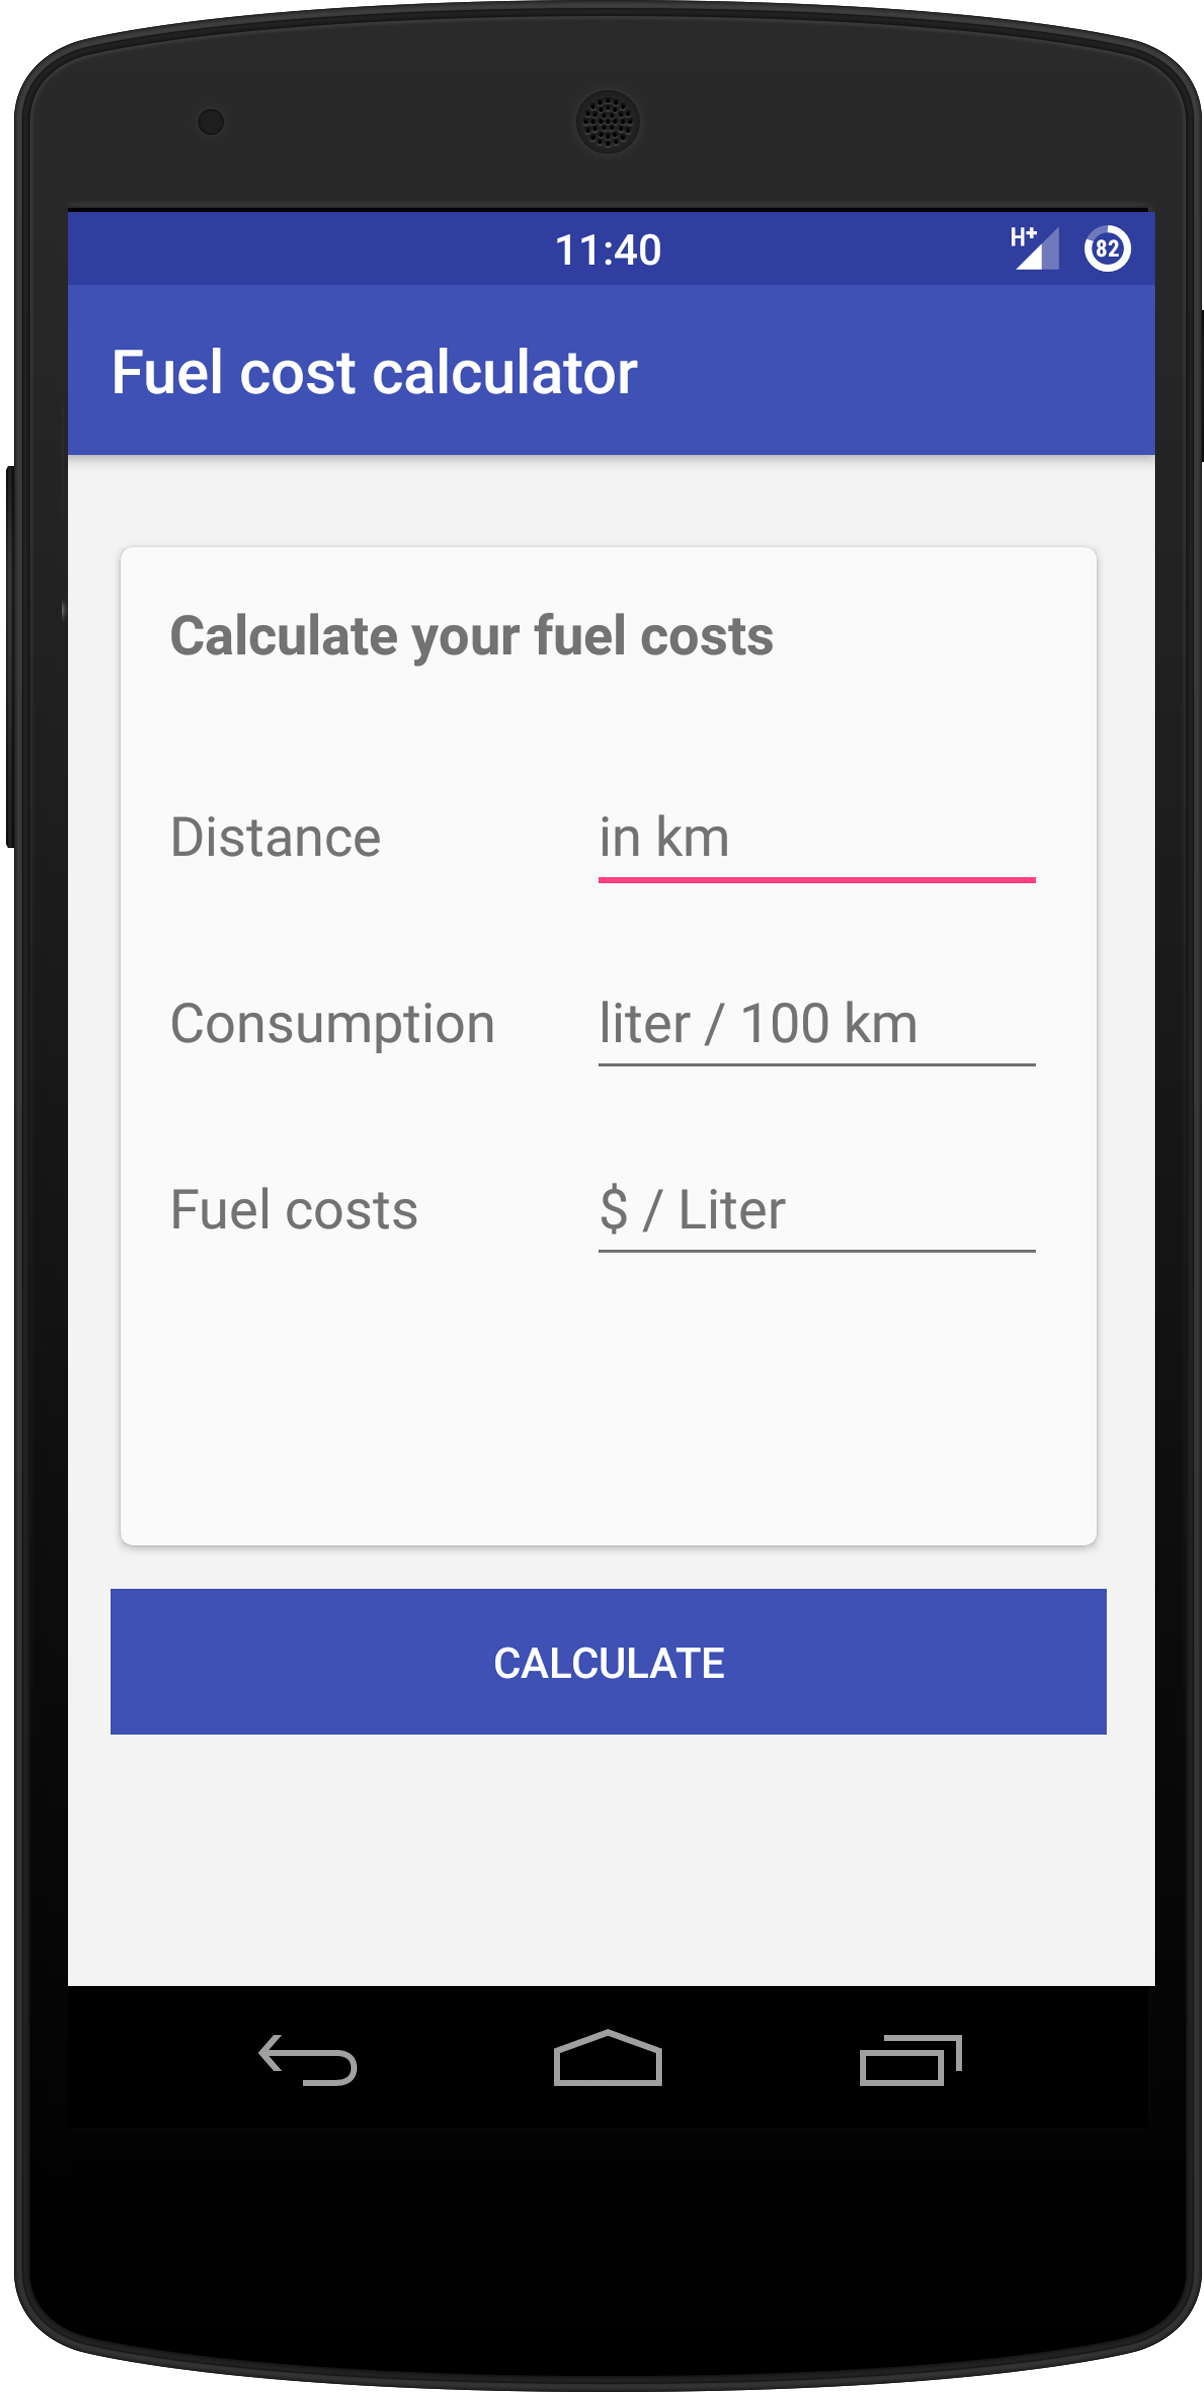 11:40
H+
82
Fuel cost calculator
Calculate your fuel costs
Distance in km
Consumption liter / 100 km
Fuel costs $ / Liter
CALCULATE